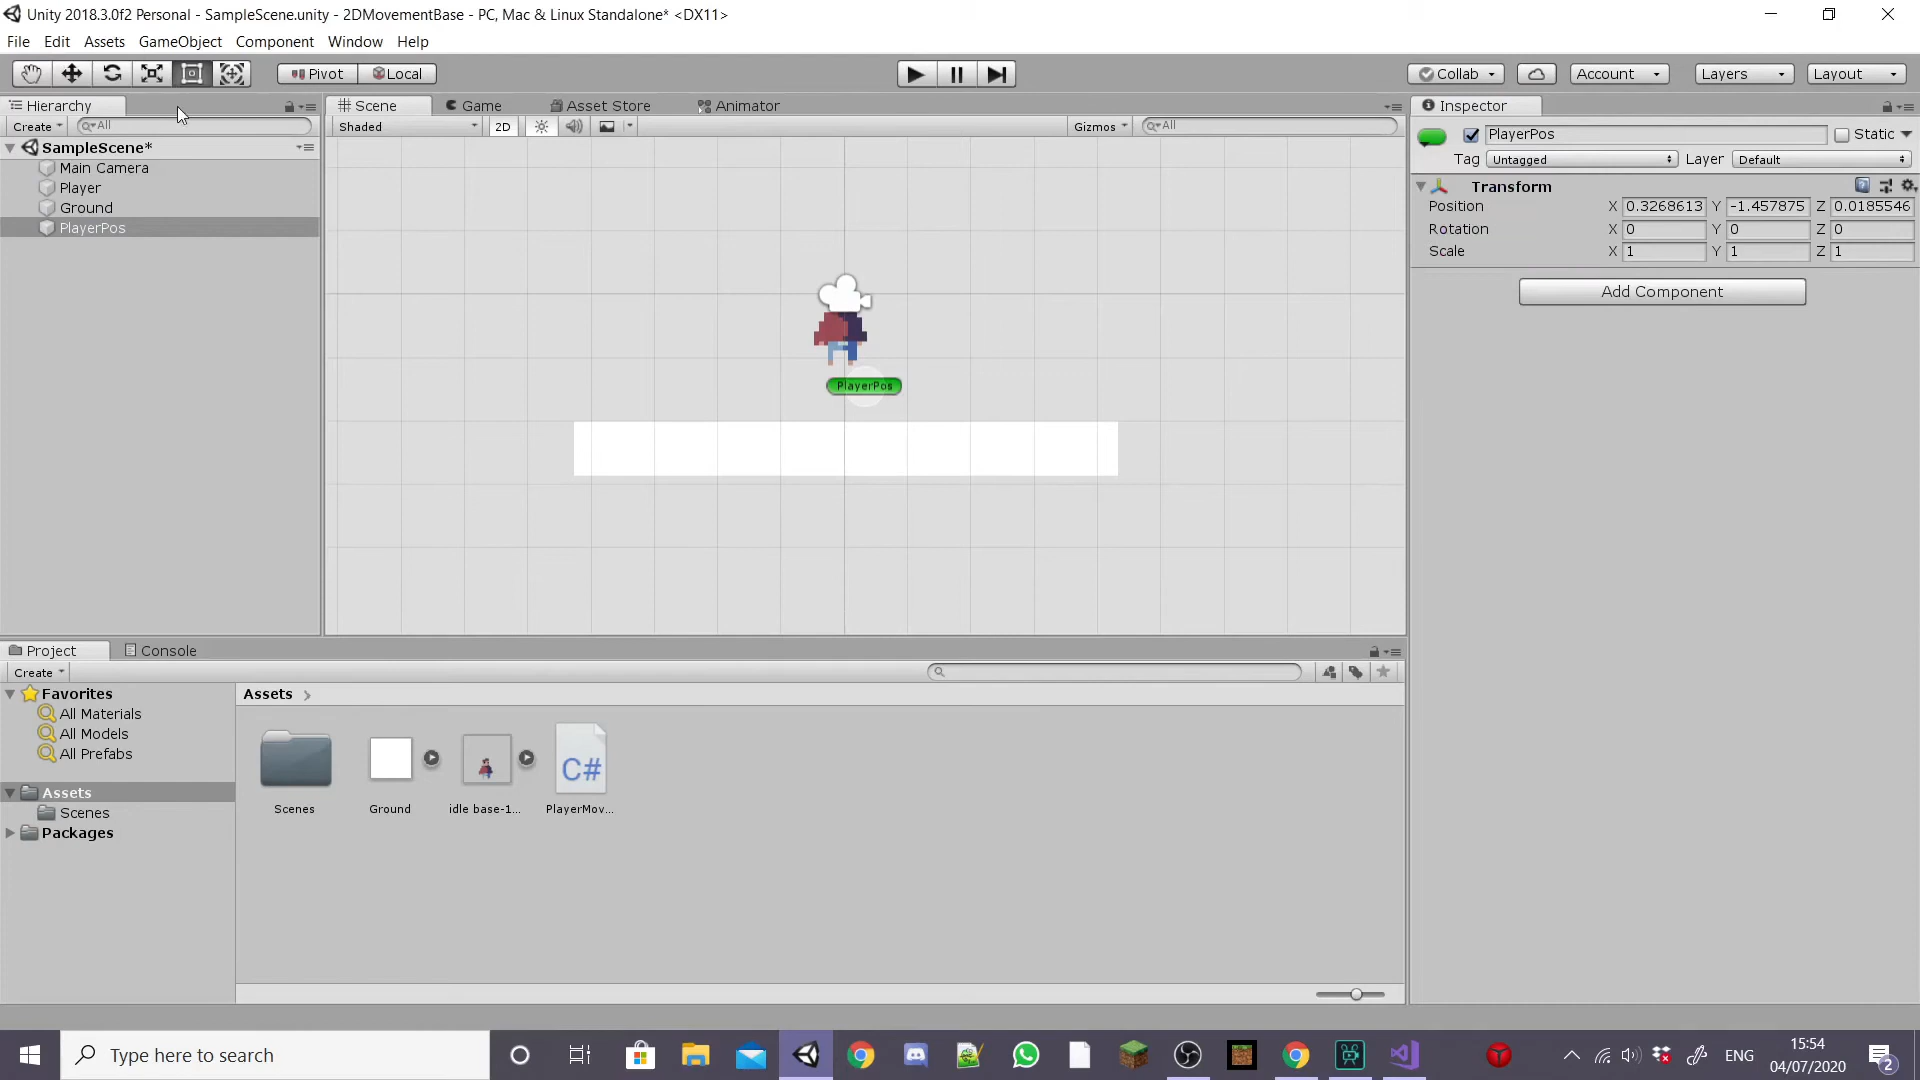 Unity 2018.3.0f2 Personal - SampleScene.unity - 2DMovementBase - PC, Mac & Linux Standalone* <DX11>
File Edit Assets GameObject Component Window Help
Pivot Local Collab Account Layers Layout
Hierarchy Scene Game Asset Store Animator Inspector
Create All Shaded 2D Gizmos All
PlayerPos Static
SampleScene*
Tag Untagged Layer Default
Main Camera
Player
Ground
PlayerPos
Transform
Position X 0.3268613 Y -1.457875 Z 0.0185546
Rotation X 0 Y 0 Z 0
Scale X 1 Y 1 Z 1
Add Component
PlayerPos
Project Console
Create
Favorites
All Materials
All Models
All Prefabs
Assets
Scenes
Packages
Assets
C#
Scenes Ground idle base-1... PlayerMov...
Type here to search
ENG
15:54
04/07/2020
2